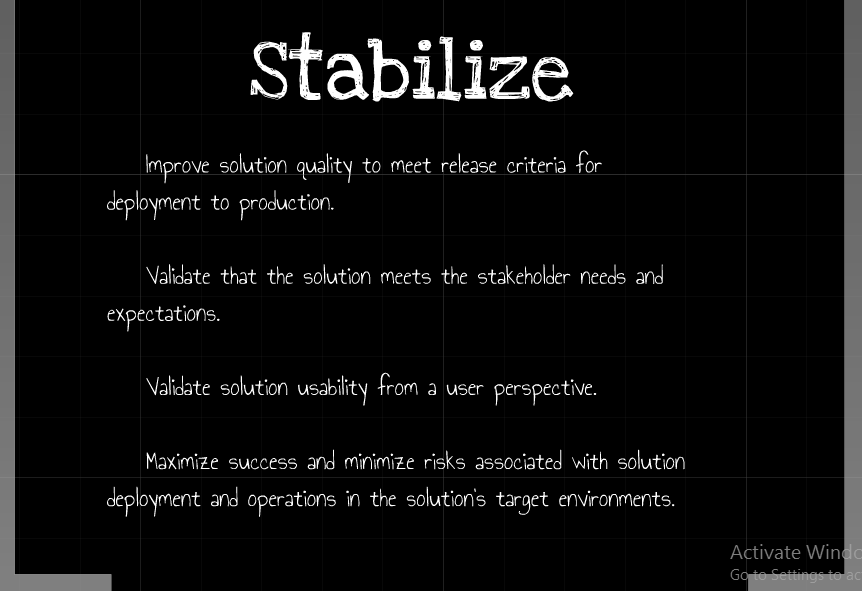 Stabilize
Improve solution quality to meet release criteria for
deployment to production.
Validate that the solution meets the stakeholder needs and
expectations.
Validate solution usability from a user perspective.
Maximize success and minimize risks associated with solution
deployment and operations in the solution's target environments.
Activate Windo
Go to Settings to ac